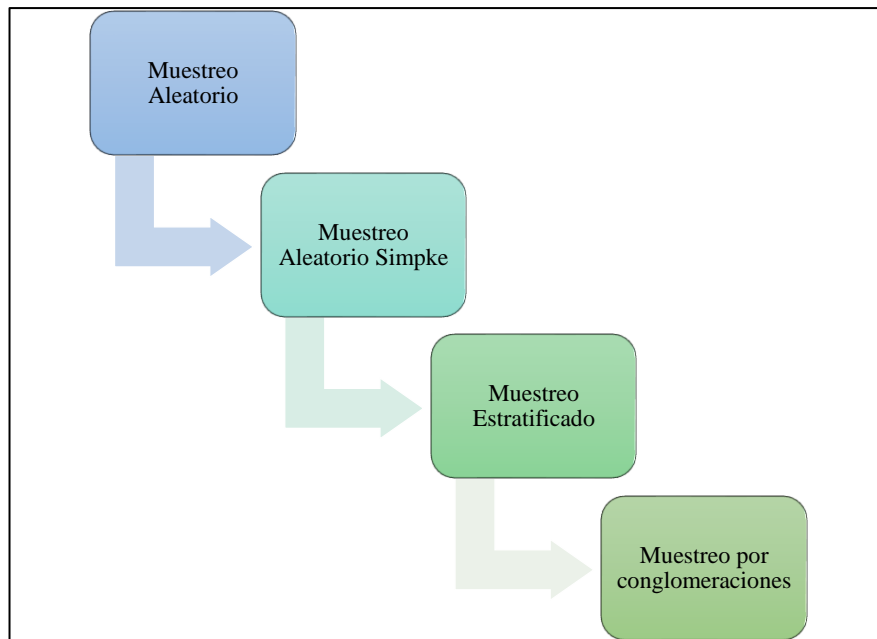 Muestreo
Aleatorio
Muestreo
Aleatorio Simpke
Muestreo
Estratificado
Muestreo por
conglomeraciones